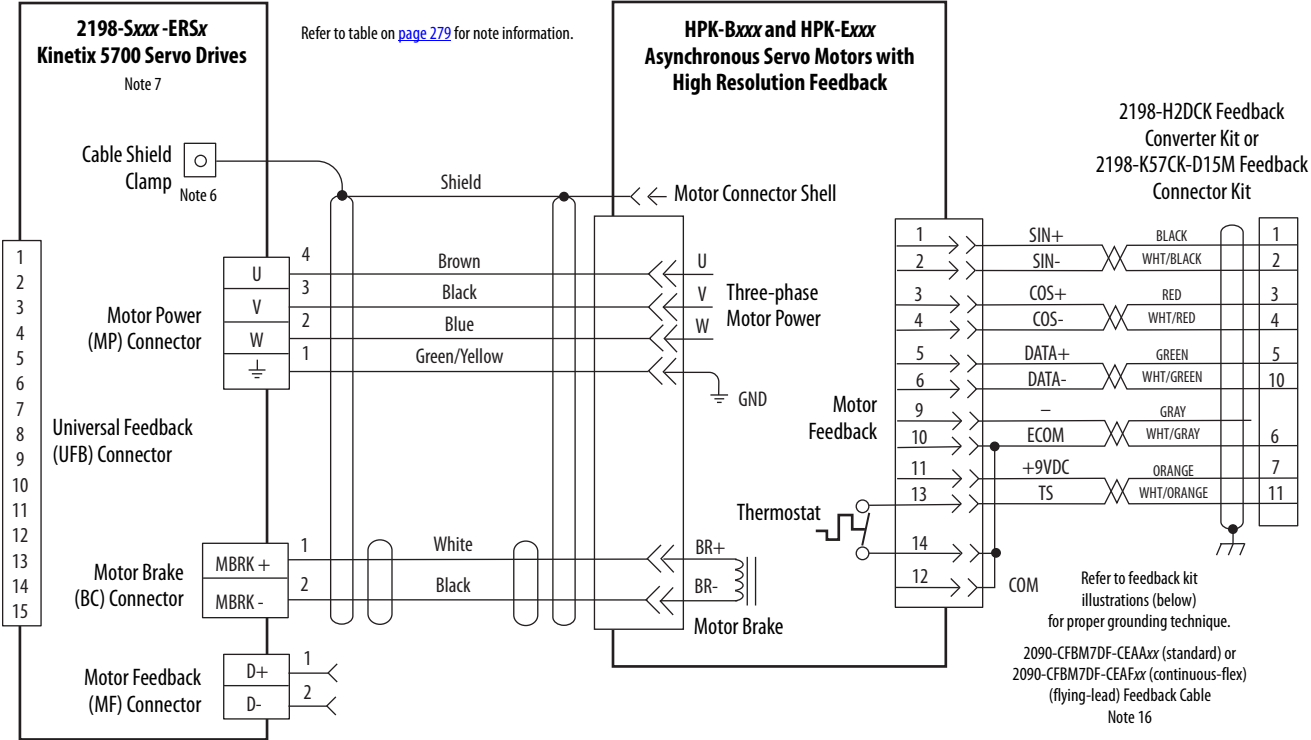 2198-Sxxx -ERSx
Kinetix 5700 Servo Drives
Note 7
Refer to table on page 279 for note information.
HPK-Bxxx and HPK-Exxx
Asynchronous Servo Motors with
High Resolution Feedback
2198-H2DCK Feedback
Converter Kit or
2198-K57CK-D15M Feedback
Connector Kit
Cable Shield
Clamp
Note 6
Shield
Motor Connector Shell
1
2
3
4
5
6
7
8
9
10
11
12
13
14
15
Universal Feedback
(UFB) Connector
Motor Power
(MP) Connector
U
V
W
4
3
2
1
Brown
Black
Blue
Green/Yellow
U
V
W
Three-phase
Motor Power
GND
Motor Brake
(BC) Connector
MBRK +
MBRK -
1
2
White
Black
BR+
BR-
Motor Brake
Motor Feedback
(MF) Connector
D+
D-
1
2
Motor
Feedback
Thermostat
1 SIN+ BLACK 1
2 SIN- WHT/BLACK 2
3 COS+ RED 3
4 COS- WHT/RED 4
5 DATA+ GREEN 5
6 DATA- WHT/GREEN 10
9 – GRAY
10 ECOM WHT/GRAY 6
11 +9VDC ORANGE 7
13 TS WHT/ORANGE 11
14
12 COM
Refer to feedback kit
illustrations (below)
for proper grounding technique.
2090-CFBM7DF-CEAAxx (standard) or
2090-CFBM7DF-CEAFxx (continuous-flex)
(flying-lead) Feedback Cable
Note 16